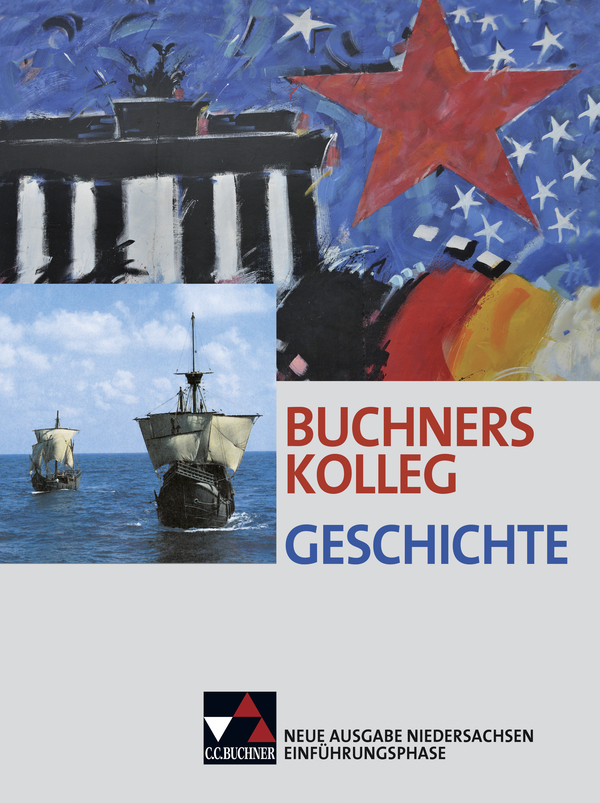 BUCHNERS
KOLLEG
GESCHICHTE
C.C.BUCHNER
NEUE AUSGABE NIEDERSACHSEN
EINFÜHRUNGSPHASE